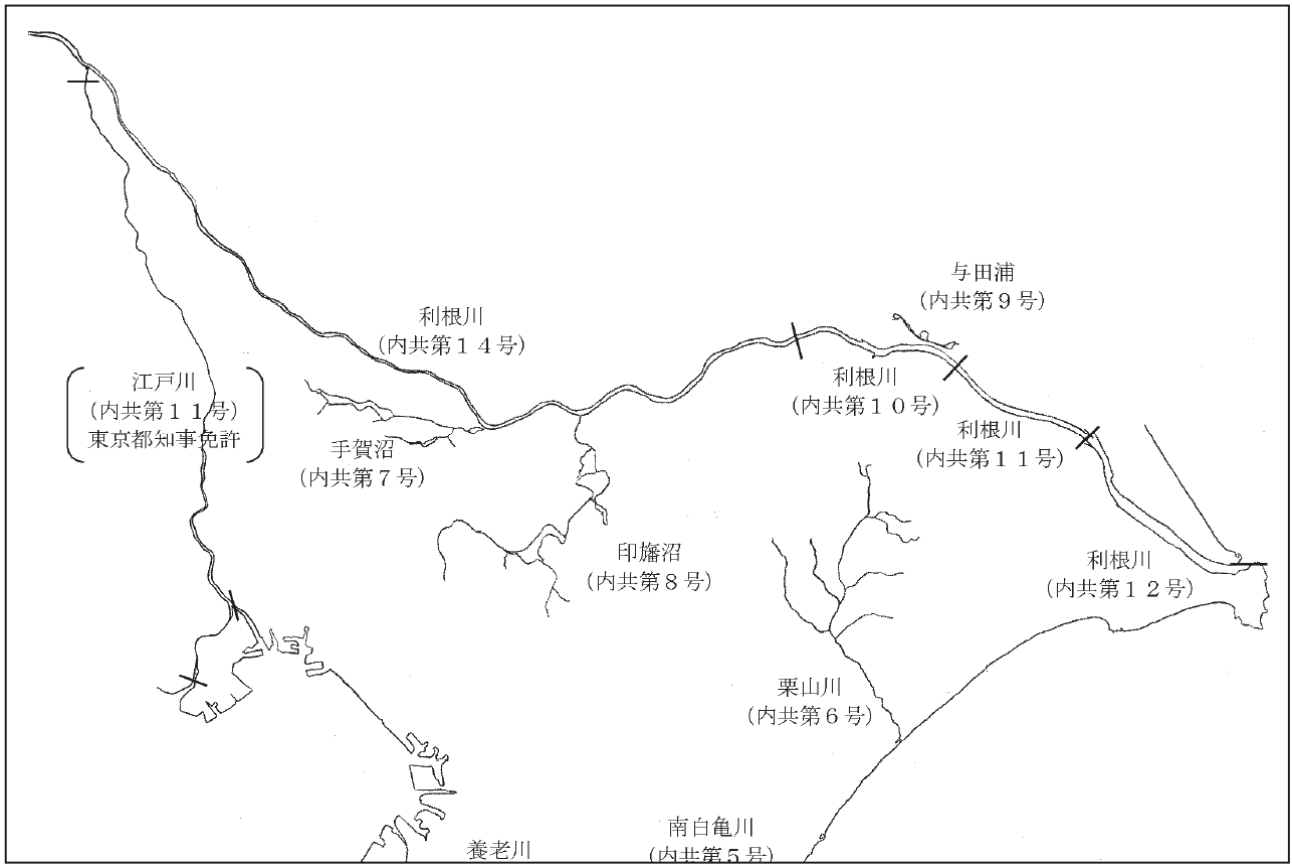 与田浦
(内共第９号)
利根川
(内共第１４号)
江戸川
(内共第１１号)
東京都知事免許
利根川
(内共第１０号)
利根川
(内共第１１号)
手賀沼
(内共第７号)
印旛沼
(内共第８号)
利根川
(内共第１２号)
栗山川
(内共第６号)
南白亀川
(内共第５号)
養老川